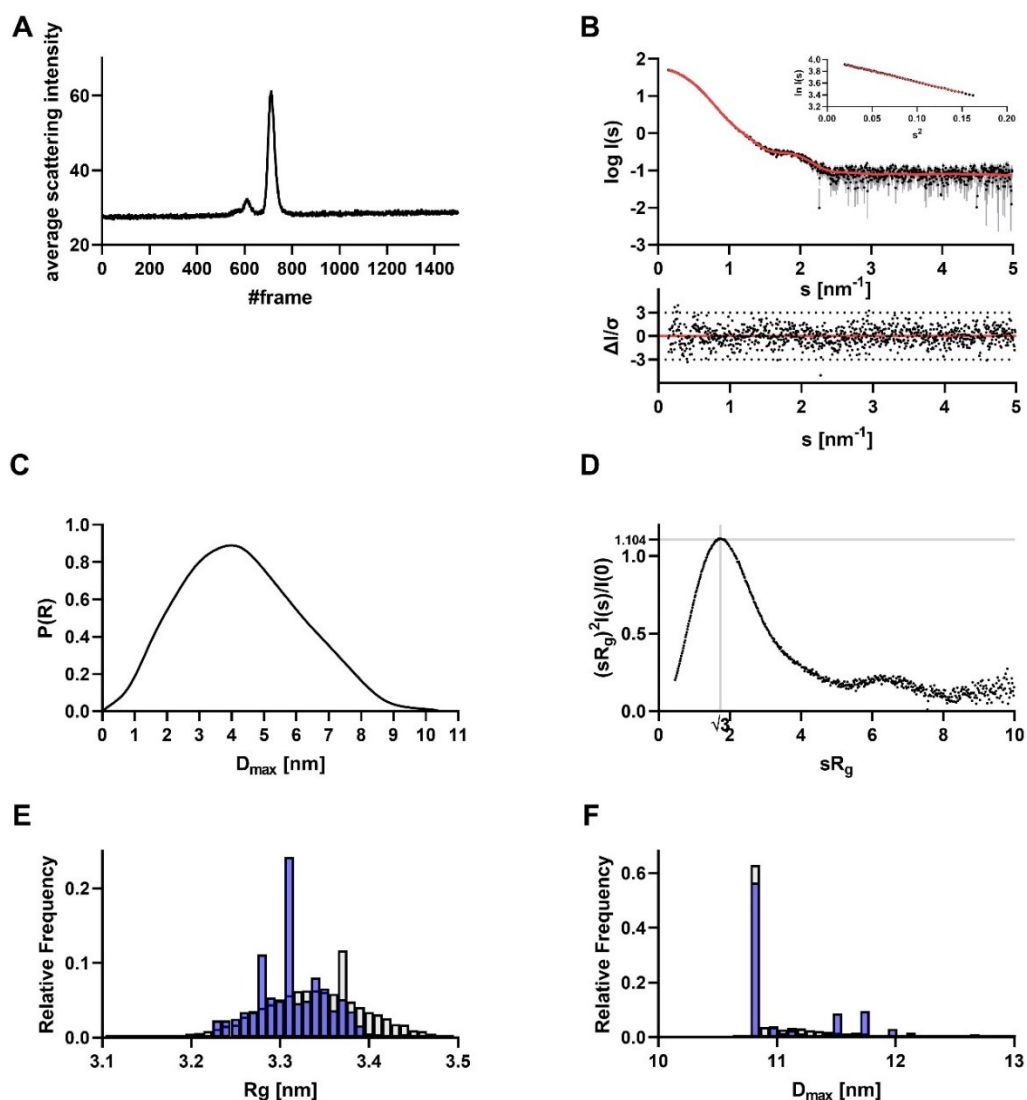 A
average scattering intensity
60
40
20
0 200 400 600 800 1000 1200 1400
#frame
B
log I(s)
2
1
0
-1
-2
-3
0 1 2 3 4 5
s [nm-1]
ln I(s)
4.0
3.8
3.6
3.4
3.2
0.00 0.05 0.10 0.15 0.20
s2
ΔI/σ
3
0
-3
0 1 2 3 4 5
s [nm-1]
C
P(R)
1.0
0.8
0.6
0.4
0.2
0.0
0 1 2 3 4 5 6 7 8 9 10 11
Dmax [nm]
D
(sRg)2I(s)/I(0)
1.104
1.0
0.5
0.0
0 √3 2 4 6 8 10
sRg
E
Relative Frequency
0.2
0.1
0.0
3.1 3.2 3.3 3.4 3.5
Rg [nm]
F
Relative Frequency
0.6
0.4
0.2
0.0
10 11 12 13
Dmax [nm]